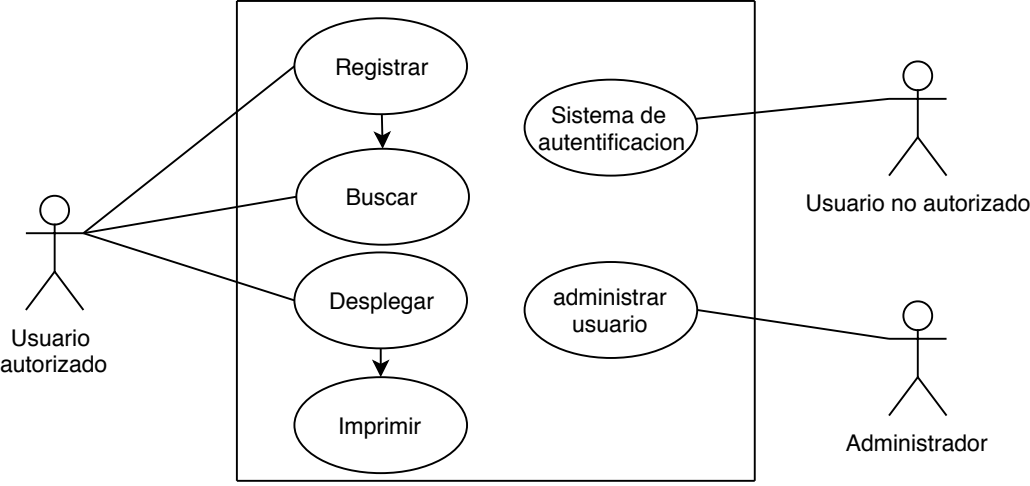 Registrar
Sistema de
autentificacion
Buscar
Usuario no autorizado
Desplegar
administrar
usuario
Usuario
autorizado
Imprimir
Administrador